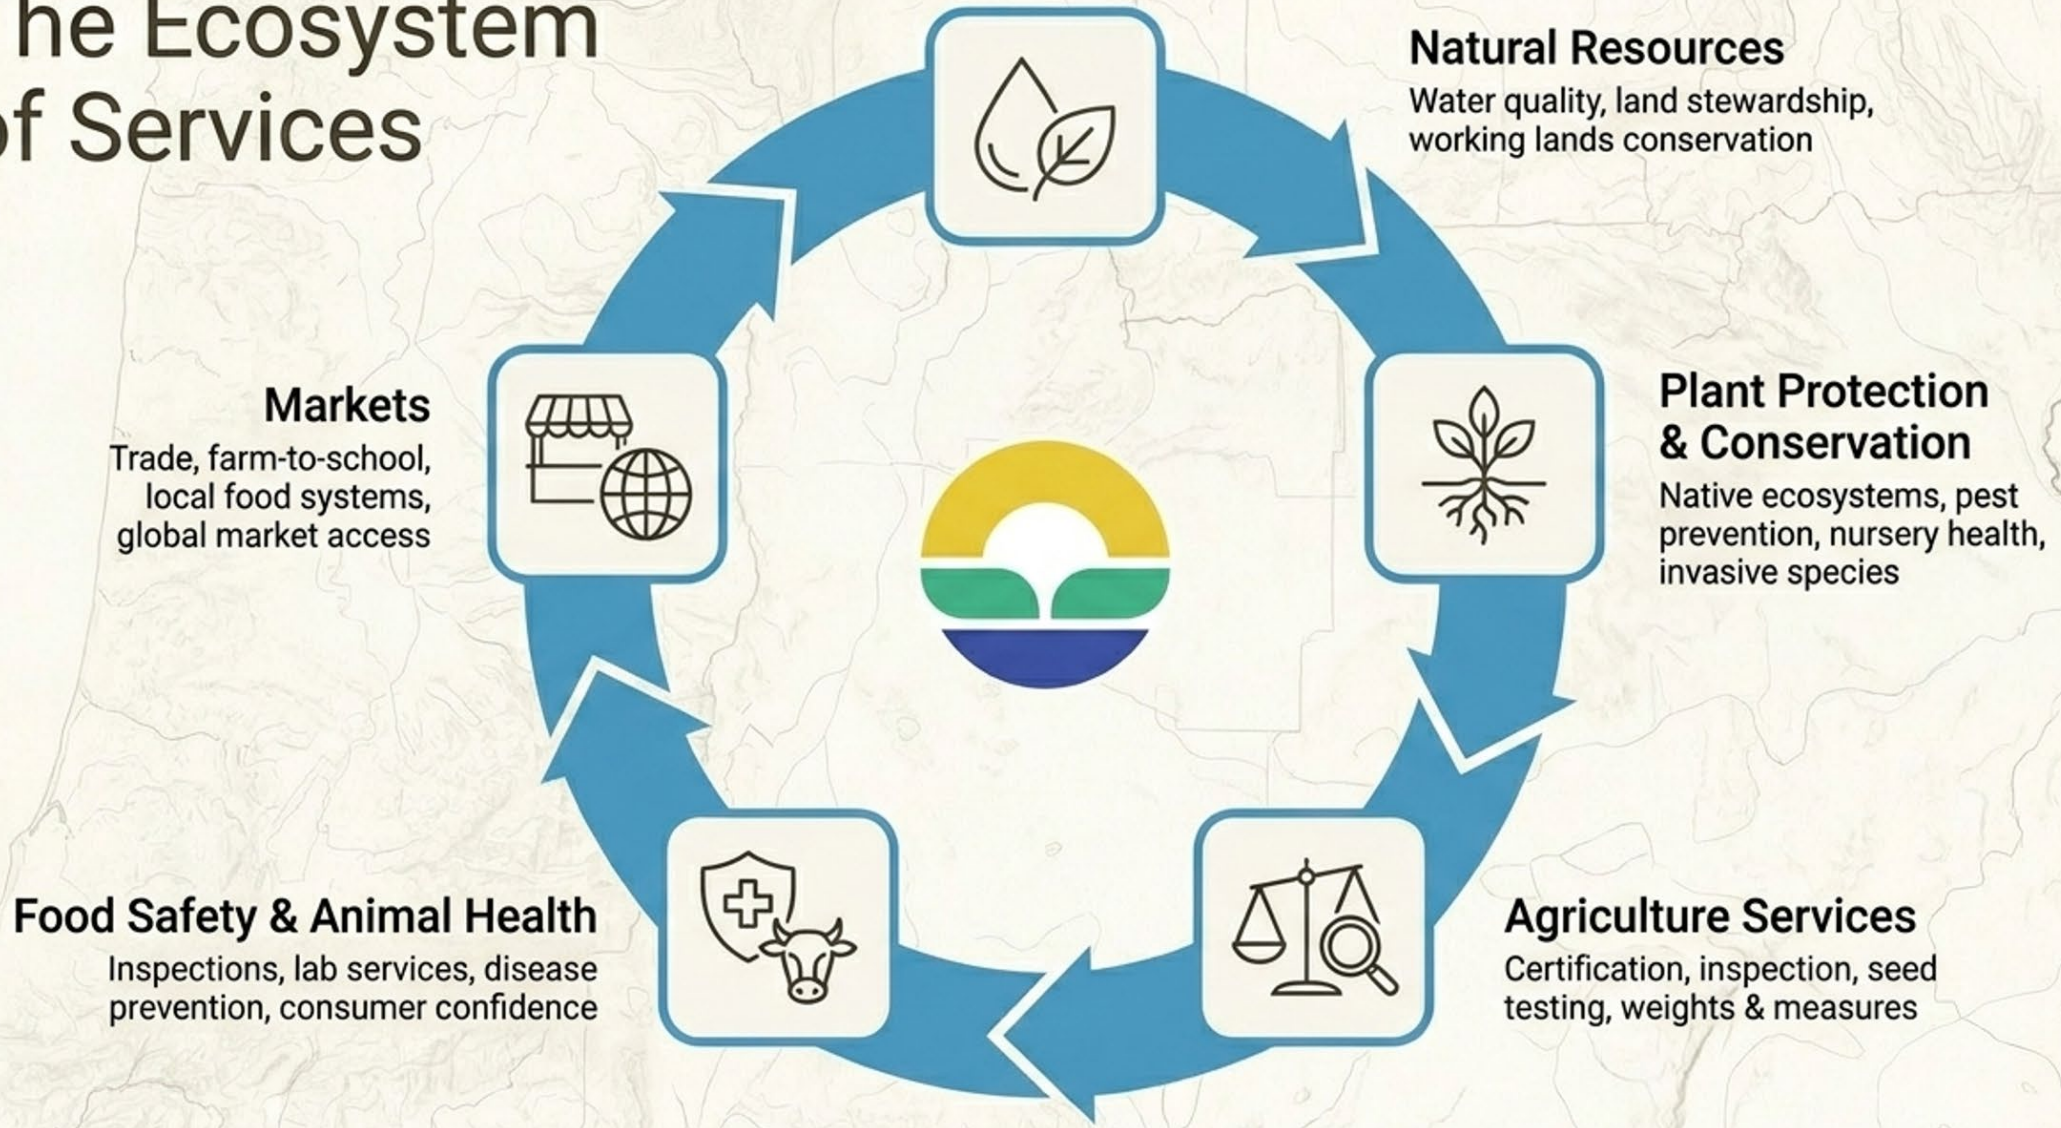 he Ecosystem
of Services
Natural Resources
Water quality, land stewardship,
working lands conservation
Plant Protection
& Conservation
Native ecosystems, pest
prevention, nursery health,
invasive species
Agriculture Services
Certification, inspection, seed
testing, weights & measures
Food Safety & Animal Health
Inspections, lab services, disease
prevention, consumer confidence
Markets
Trade, farm-to-school,
local food systems,
global market access